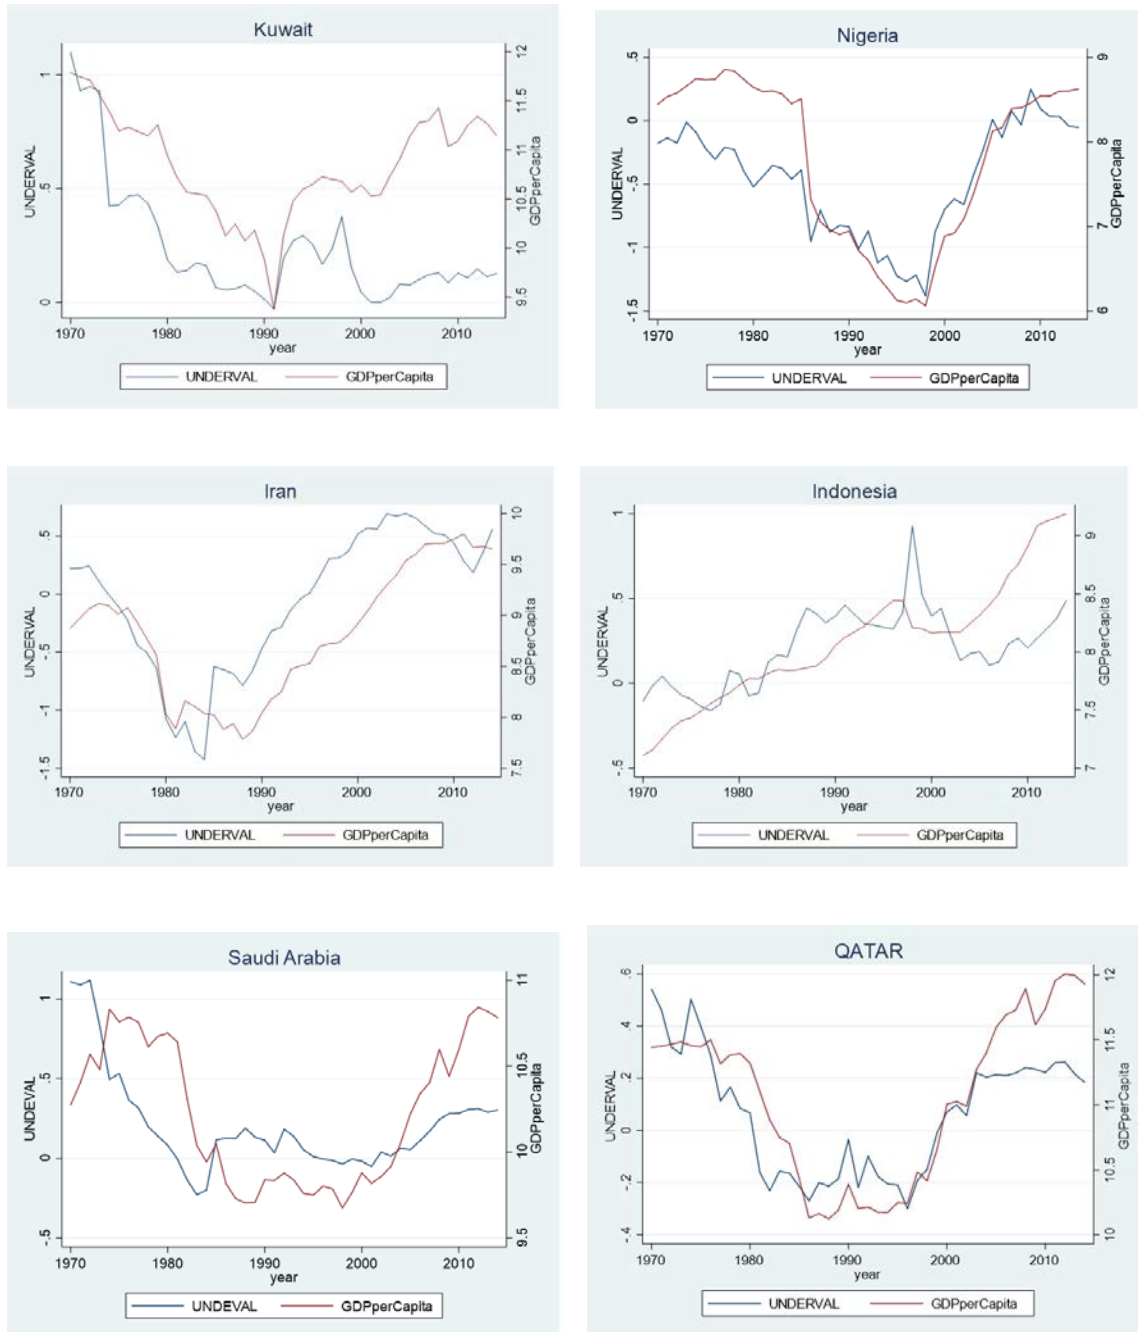 Kuwait
UNDERVAL
0 .5 1
9.5 10 10.5 11 11.5 12
GDPperCapita
1970 1980 1990 2000 2010
year
UNDERVAL GDPperCapita
Nigeria
UNDERVAL
-1.5 -1 -.5 0 .5
6 7 8 9
GDPperCapita
1970 1980 1990 2000 2010
year
UNDERVAL GDPperCapita
Iran
UNDERVAL
-1.5 -1 -.5 0 .5
7.5 8 8.5 9 9.5 10
GDPperCapita
1970 1980 1990 2000 2010
year
UNDERVAL GDPperCapita
Indonesia
UNDERVAL
-.5 0 .5 1
7 7.5 8 8.5 9
GDPperCapita
1970 1980 1990 2000 2010
year
UNDERVAL GDPperCapita
Saudi Arabia
UNDEVAL
-.5 0 .5 1
9.5 10 10.5 11
GDPperCapita
1970 1980 1990 2000 2010
year
UNDEVAL GDPperCapita
QATAR
UNDERVAL
-.4 -.2 0 .2 .4 .6
10 10.5 11 11.5 12
GDPperCapita
1970 1980 1990 2000 2010
year
UNDERVAL GDPperCapita